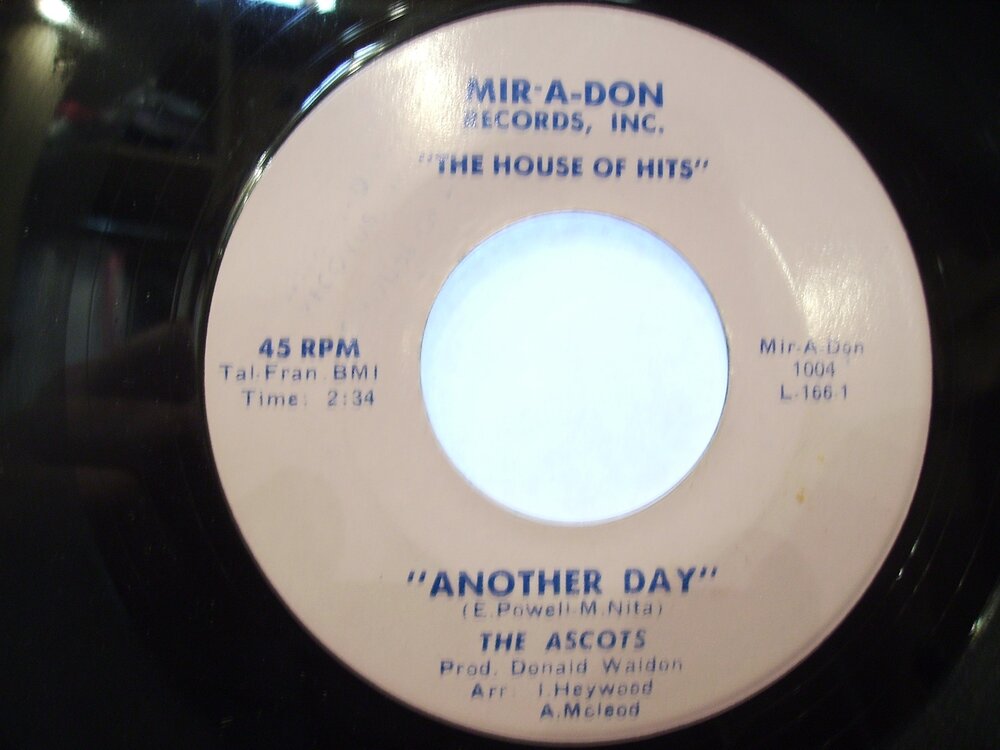 MIR-A-DON
RECORDS, INC.
"THE HOUSE OF HITS"
45 RPM
Tal-Fran BMI
Time: 2:34
Mir-A-Don
1004
L-166-1
"ANOTHER DAY"
(E. Powell-M. Nita)
THE ASCOTS
Prod. Donald Waldon
Arr. I. Heywood
A. Mcleod